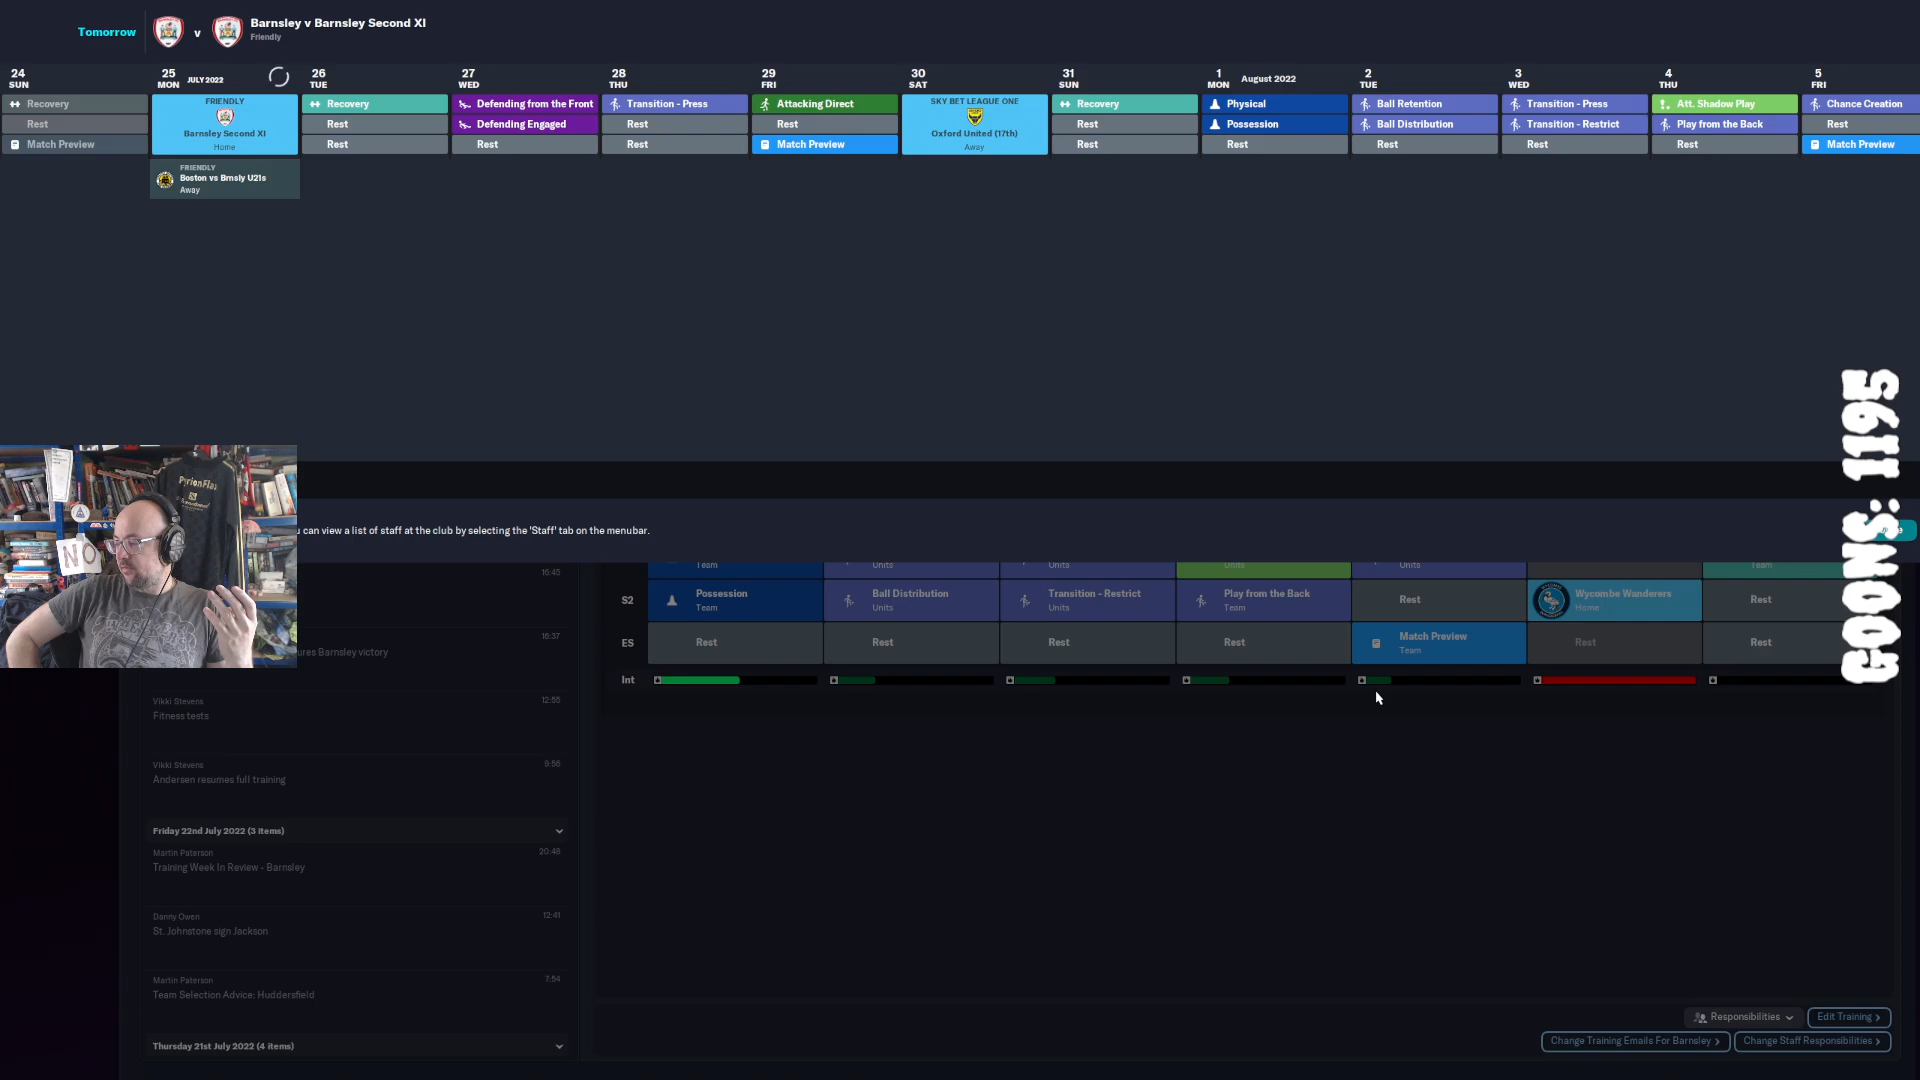 Tomorrow
v
Barnsley v Barnsley Second XI
Friendly
24
SUN
25
MON
JULY 2022
26
TUE
27
WED
28
THU
29
FRI
30
SAT
31
SUN
1
MON
August 2022
2
TUE
3
WED
4
THU
5
FRI
Recovery
Rest
Match Preview
FRIENDLY
Barnsley Second XI
Home
FRIENDLY
Boston vs Brnsly U21s
Away
Recovery
Rest
Rest
Defending from the Front
Defending Engaged
Rest
Transition - Press
Rest
Rest
Attacking Direct
Rest
Match Preview
SKY BET LEAGUE ONE
Oxford United (17th)
Away
Recovery
Rest
Rest
Physical
Possession
Rest
Ball Retention
Ball Distribution
Rest
Transition - Press
Transition - Restrict
Rest
Att. Shadow Play
Play from the Back
Rest
Chance Creation
Rest
Match Preview
GOONS: 1195
PyrionFlax
NO
can view a list of staff at the club by selecting the 'Staff' tab on the menubar.
Team
Units
Units
Units
Units
Team
S2
Possession
Team
Ball Distribution
Units
Transition - Restrict
Units
Play from the Back
Team
Rest
Wycombe Wanderers
Home
Rest
ES
Rest
Rest
Rest
Rest
Match Preview
Team
Rest
Rest
Int
16:45
16:37
ures Barnsley victory
Vikki Stevens
12:55
Fitness tests
Vikki Stevens
9:56
Andersen resumes full training
Friday 22nd July 2022 (3 items)
Martin Paterson
20:48
Training Week In Review - Barnsley
Danny Owen
12:41
St. Johnstone sign Jackson
Martin Paterson
7:54
Team Selection Advice: Huddersfield
Thursday 21st July 2022 (4 items)
Responsibilities
Edit Training >
Change Training Emails For Barnsley >
Change Staff Responsibilities >